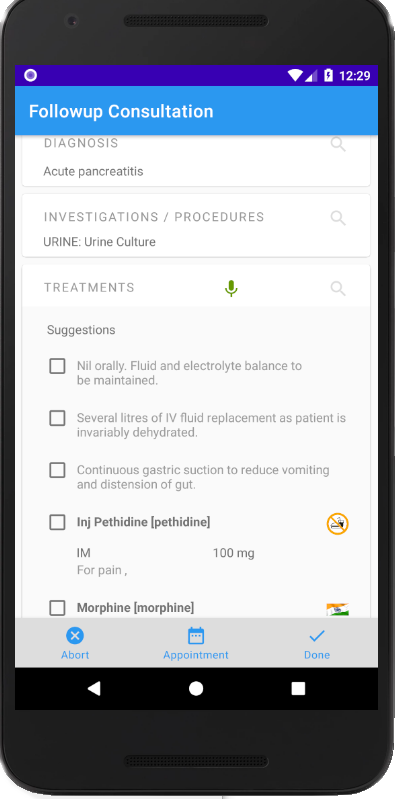 12:29
Followup Consultation
DIAGNOSIS
Acute pancreatitis
INVESTIGATIONS / PROCEDURES
URINE: Urine Culture
TREATMENTS
Suggestions
Nil orally. Fluid and electrolyte balance to
be maintained.
Several litres of IV fluid replacement as patient is
invariably dehydrated.
Continuous gastric suction to reduce vomiting
and distension of gut.
Inj Pethidine [pethidine]
IM 100 mg
For pain ,
Morphine [morphine]
Abort Appointment Done